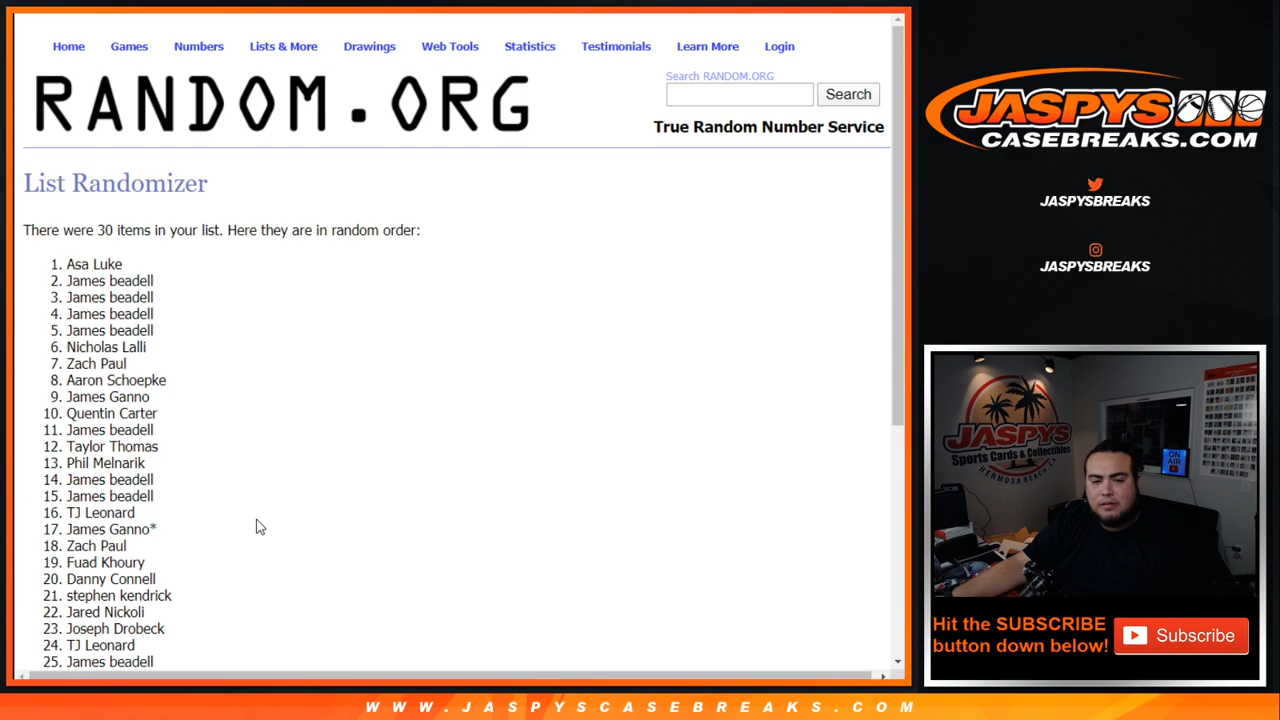 Home Games Numbers Lists & More Drawings Web Tools Statistics Testimonials Learn More Login
RANDOM.ORG
Search RANDOM.ORG
Search
True Random Number Service
List Randomizer
There were 30 items in your list. Here they are in random order:
1. Asa Luke
2. James beadell
3. James beadell
4. James beadell
5. James beadell
6. Nicholas Lalli
7. Zach Paul
8. Aaron Schoepke
9. James Ganno
10. Quentin Carter
11. James beadell
12. Taylor Thomas
13. Phil Melnarik
14. James beadell
15. James beadell
16. TJ Leonard
17. James Ganno*
18. Zach Paul
19. Fuad Khoury
20. Danny Connell
21. stephen kendrick
22. Jared Nickoli
23. Joseph Drobeck
24. TJ Leonard
25. James beadell
JASPYS
CASEBREAKS.COM
JASPYSBREAKS
JASPYSBREAKS
JASPYS
Sports Cards & Collectibles
HERMOSA BEACH
ON
AIR
Hit the SUBSCRIBE
button down below!
Subscribe
WWW.JASPYSCASEBREAKS.COM